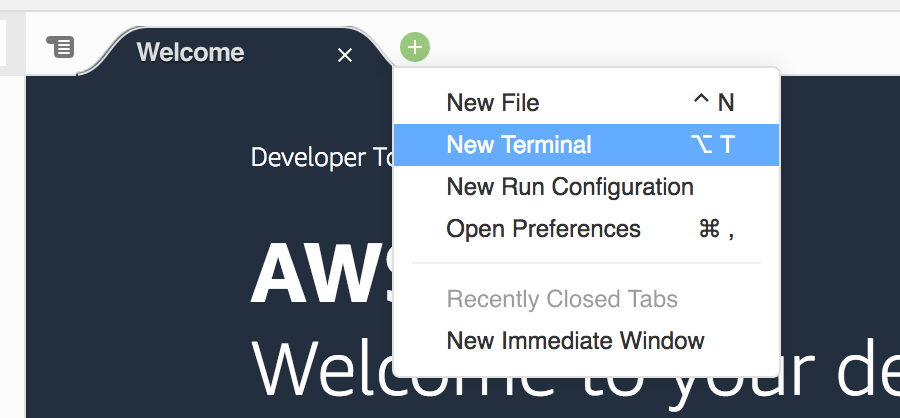 Welcome
New File ^ N
Developer To
New Terminal ⌥ T
New Run Configuration
Open Preferences ⌘ ,
AWS
Recently Closed Tabs
New Immediate Window
Welcome to your de